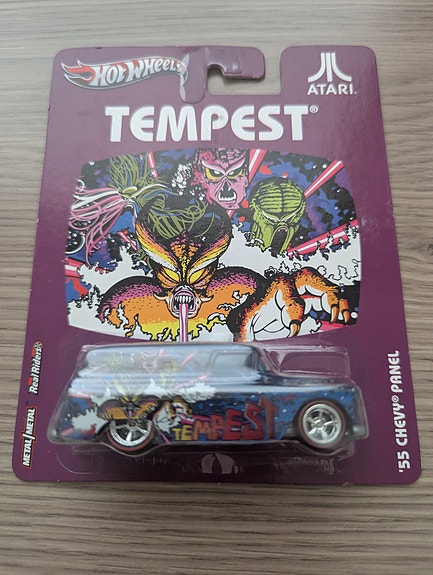 HOT WHEELS
ATARI®
TEMPEST®
Real Riders
METAL/METAL
TEMPEST
'55 CHEVY® PANEL